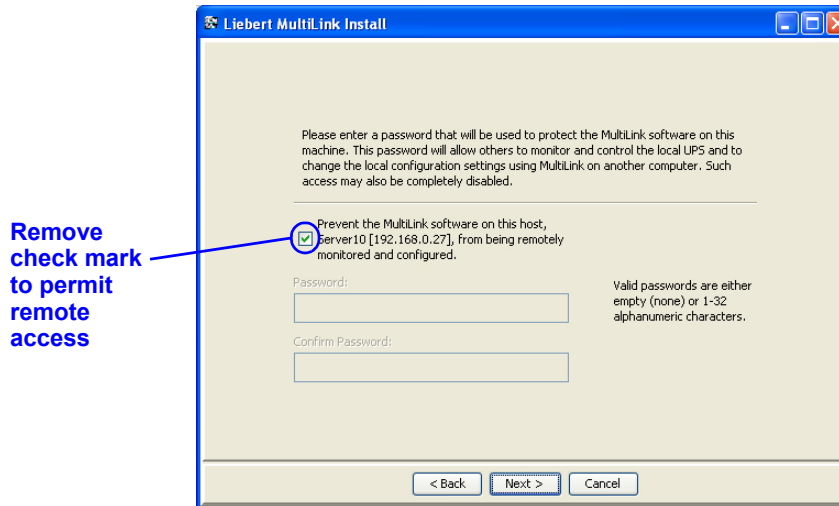 Liebert MultiLink Install
Please enter a password that will be used to protect the MultiLink software on this
machine. This password will allow others to monitor and control the local UPS and to
change the local configuration settings using MultiLink on another computer. Such
access may also be completely disabled.
Remove
check mark
to permit
remote
access
Prevent the MultiLink software on this host,
Server10 [192.168.0.27], from being remotely
monitored and configured.
Password:
Valid passwords are either
empty (none) or 1-32
alphanumeric characters.
Confirm Password:
< Back
Next >
Cancel